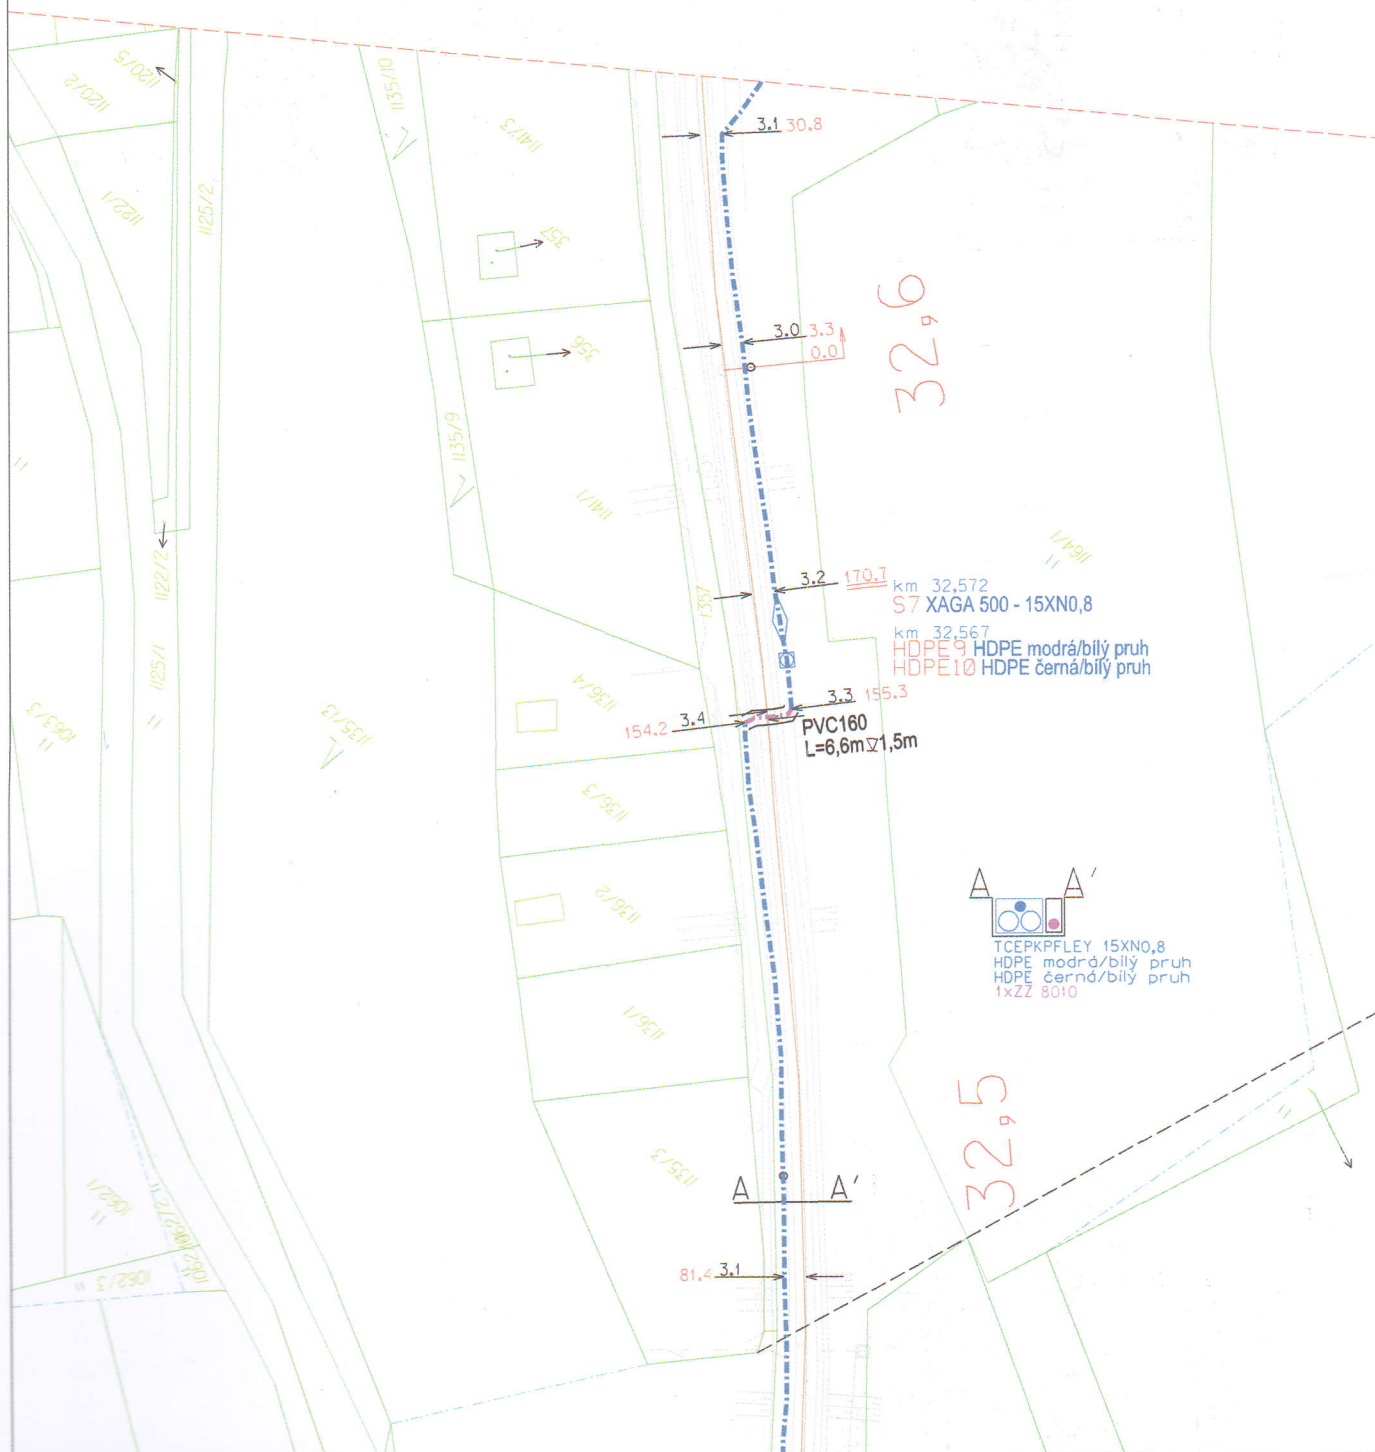 1120/5
1120/2
1135/10
1141/3
3.1 30.8
1122/1
1125/2
357
32,6
3.0 3.3
0.0
356
1135/9
1141/1
1164/1
1122/2
1357
3.2 170.7
km 32,572
S7 XAGA 500 - 15XN0,8
km 32,567
HDPE9 HDPE modrá/bílý pruh
HDPE10 HDPE černá/bílý pruh
1125/1
1136/4
1063/3
1135/13
154.2 3.4
3.3 155.3
PVC160
L=6,6m 1,5m
1136/3
1136/2
A A'
TCEPKPFLEY 15XN0,8
HDPE modrá/bílý pruh
HDPE černá/bílý pruh
1xZZ 8010
1136/1
32,5
1135/3
A A'
1062/1
1062/2
1062/3
81.4 3.1